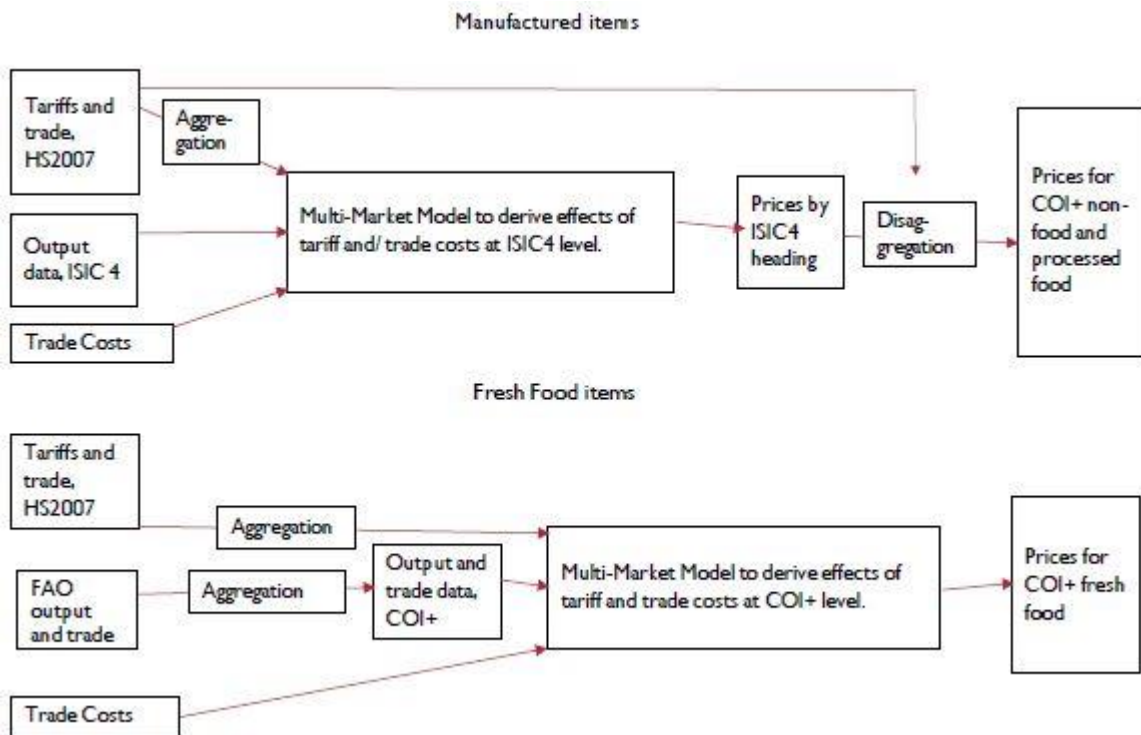 Manufactured items
Tariffs and
trade,
HS2007
Aggre-
gation
Output
data, ISIC 4
Trade Costs
Multi-Market Model to derive effects of
tariff and/ trade costs at ISIC4 level.
Prices by
ISIC4
heading
Disag-
gregation
Prices for
COI+ non-
food and
processed
food
Fresh Food items
Tariffs and
trade,
HS2007
Aggregation
FAO
output
and trade
Aggregation
Output and
trade data,
COI+
Trade Costs
Multi-Market Model to derive effects of
tariff and trade costs at COI+ level.
Prices for
COI+ fresh
food